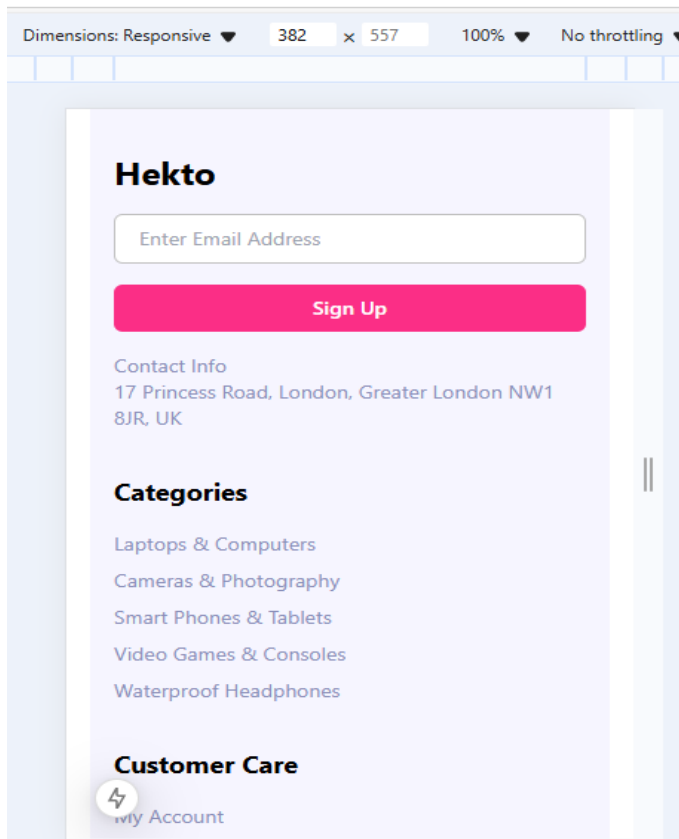 Dimensions: Responsive 382 x 557 100% No throttling
Hekto
Enter Email Address
Sign Up
Contact Info
17 Princess Road, London, Greater London NW1
8JR, UK
Categories
Laptops & Computers
Cameras & Photography
Smart Phones & Tablets
Video Games & Consoles
Waterproof Headphones
Customer Care
My Account